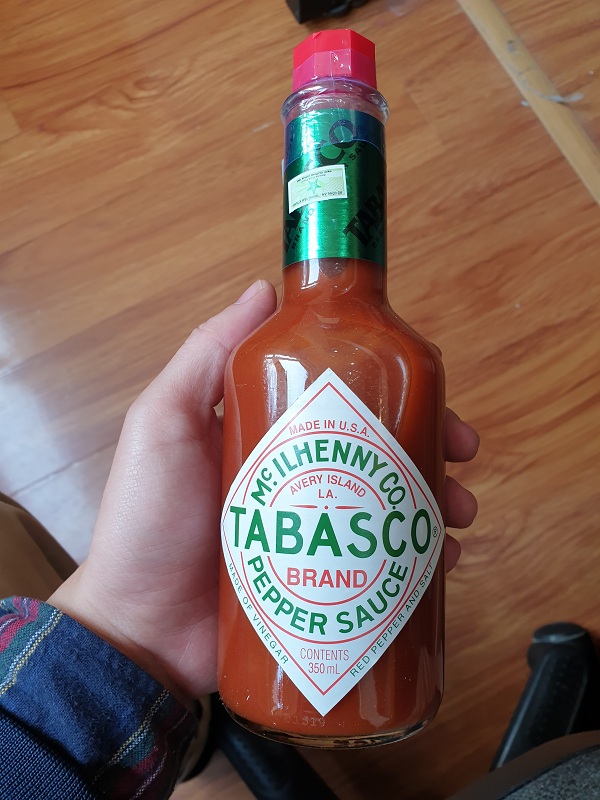 MADE IN U.S.A.
McILHENNY CO.
AVERY ISLAND
LA.
TABASCO®
BRAND
PEPPER SAUCE
MADE OF VINEGAR
RED PEPPER AND SALT
CONTENTS
350 mL